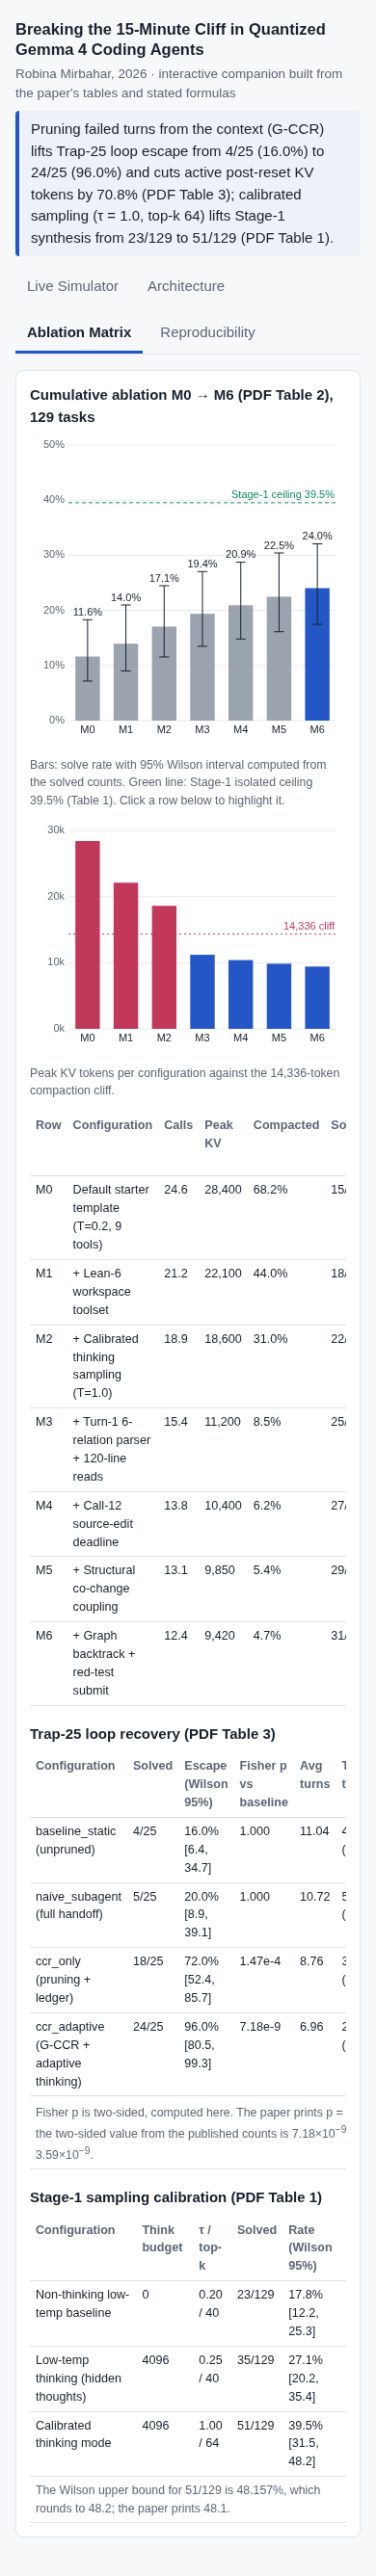 Breaking the 15-Minute Cliff in Quantized
Gemma 4 Coding Agents
Robina Mirbahar, 2026 · interactive companion built from
the paper's tables and stated formulas
Pruning failed turns from the context (G-CCR)
lifts Trap-25 loop escape from 4/25 (16.0%) to
24/25 (96.0%) and cuts active post-reset KV
tokens by 70.8% (PDF Table 3); calibrated
sampling (τ = 1.0, top-k 64) lifts Stage-1
synthesis from 23/129 to 51/129 (PDF Table 1).
Live Simulator Architecture
Ablation Matrix Reproducibility
Cumulative ablation M0 → M6 (PDF Table 2),
129 tasks
50%
40%
30%
20%
10%
0%
Stage-1 ceiling 39.5%
11.6% 14.0% 17.1% 19.4% 20.9% 22.5% 24.0%
M0 M1 M2 M3 M4 M5 M6
Bars: solve rate with 95% Wilson interval computed from
the solved counts. Green line: Stage-1 isolated ceiling
39.5% (Table 1). Click a row below to highlight it.
30k
20k
10k
0k
14,336 cliff
M0 M1 M2 M3 M4 M5 M6
Peak KV tokens per configuration against the 14,336-token
compaction cliff.
Row Configuration Calls Peak Compacted So
KV
M0 Default starter 24.6 28,400 68.2% 15/
template
(T=0.2, 9
tools)
M1 + Lean-6 21.2 22,100 44.0% 18/
workspace
toolset
M2 + Calibrated 18.9 18,600 31.0% 22/
thinking
sampling
(T=1.0)
M3 + Turn-1 6- 15.4 11,200 8.5% 25/
relation parser
+ 120-line
reads
M4 + Call-12 13.8 10,400 6.2% 27/
source-edit
deadline
M5 + Structural 13.1 9,850 5.4% 29/
co-change
coupling
M6 + Graph 12.4 9,420 4.7% 31/
backtrack +
red-test
submit
Trap-25 loop recovery (PDF Table 3)
Configuration Solved Escape Fisher p Avg T
(Wilson vs turns t
95%) baseline
baseline_static 4/25 16.0% 1.000 11.04 4
(unpruned) [6.4, (
34.7]
naive_subagent 5/25 20.0% 1.000 10.72 5
(full handoff) [8.9, (
39.1]
ccr_only 18/25 72.0% 1.47e-4 8.76 3
(pruning + [52.4, (
ledger) 85.7]
ccr_adaptive 24/25 96.0% 7.18e-9 6.96 2
(G-CCR + [80.5, (
adaptive 99.3]
thinking)
Fisher p is two-sided, computed here. The paper prints p =
the two-sided value from the published counts is 7.18×10⁻⁹
3.59×10⁻⁹.
Stage-1 sampling calibration (PDF Table 1)
Configuration Think τ / Solved Rate
budget top- (Wilson
k 95%)
Non-thinking low- 0 0.20 23/129 17.8%
temp baseline / 40 [12.2,
25.3]
Low-temp 4096 0.25 35/129 27.1%
thinking (hidden / 40 [20.2,
thoughts) 35.4]
Calibrated 4096 1.00 51/129 39.5%
thinking mode / 64 [31.5,
48.2]
The Wilson upper bound for 51/129 is 48.157%, which
rounds to 48.2; the paper prints 48.1.